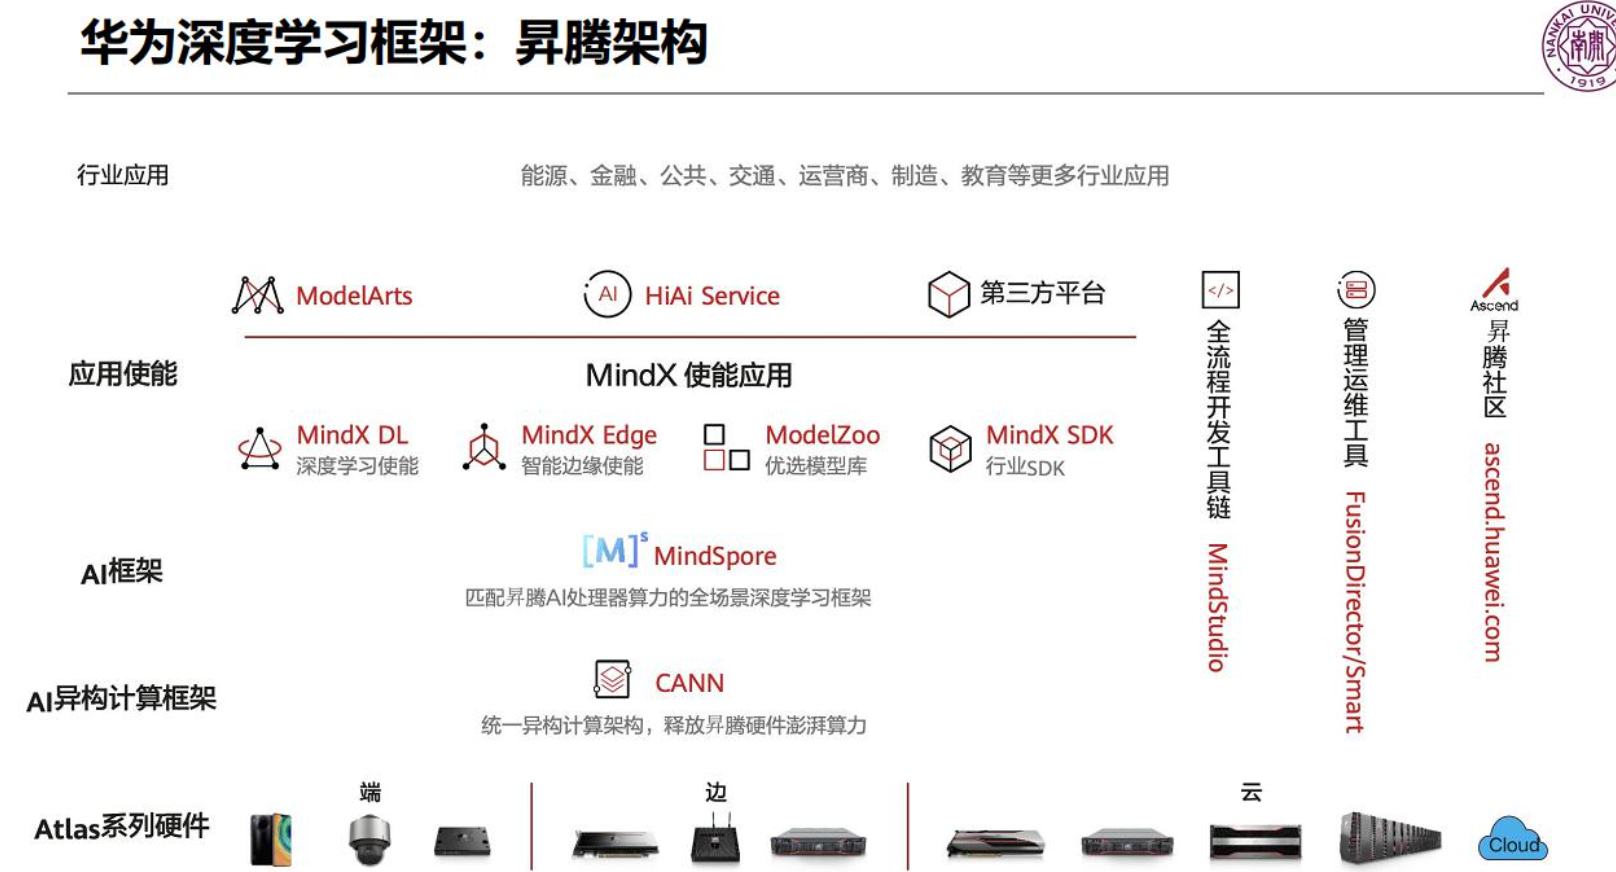 华为深度学习框架：昇腾架构
NANKAI UNIVE
南開
1919
行业应用
能源、金融、公共、交通、运营商、制造、教育等更多行业应用
ModelArts
AI
HiAi Service
第三方平台
应用使能
MindX 使能应用
MindX DL
深度学习使能
MindX Edge
智能边缘使能
ModelZoo
优选模型库
MindX SDK
行业SDK
</>
全流程开发工具链 MindStudio
管理运维工具 FusionDirector/Smart
Ascend
昇腾社区 ascend.huawei.com
AI框架
[M]s MindSpore
匹配昇腾AI处理器算力的全场景深度学习框架
AI异构计算框架
CANN
统一异构计算架构，释放昇腾硬件澎湃算力
Atlas系列硬件
端
边
云
Cloud